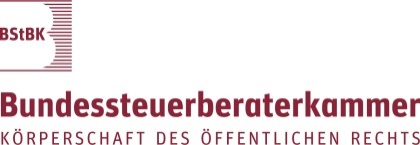 BStBK
Bundessteuerberaterkammer
KÖRPERSCHAFT DES ÖFFENTLICHEN RECHTS